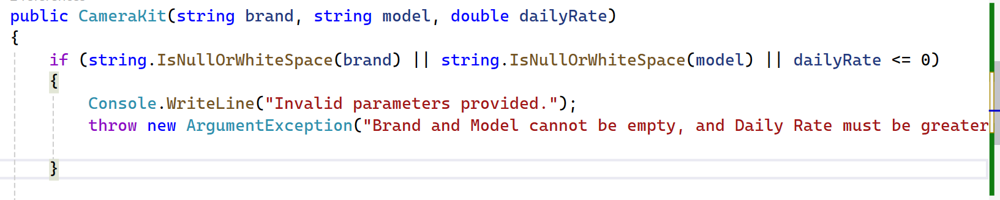 public CameraKit(string brand, string model, double dailyRate)
{
if (string.IsNullOrWhiteSpace(brand) || string.IsNullOrWhiteSpace(model) || dailyRate <= 0)
{
Console.WriteLine("Invalid parameters provided.");
throw new ArgumentException("Brand and Model cannot be empty, and Daily Rate must be greater
}